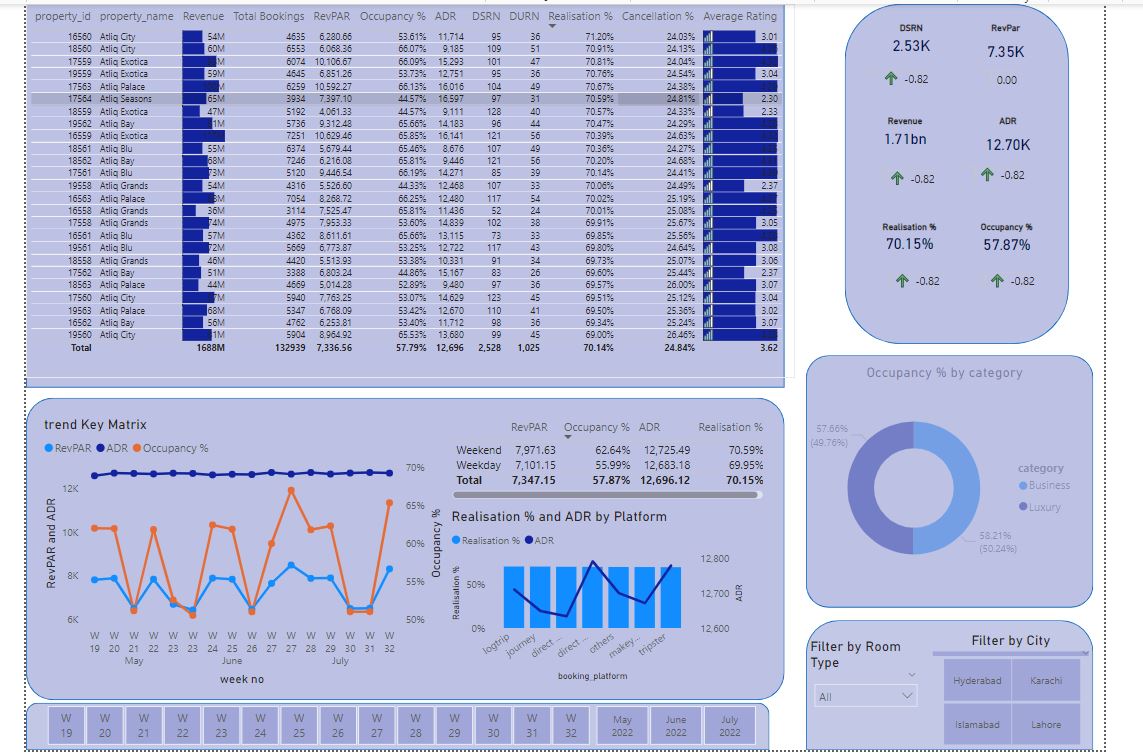 property_id property_name Revenue Total Bookings RevPAR Occupancy % ADR DSRN DURN Realisation % Cancellation % Average Rating
16560 Atliq City 54M 4635 6,280.66 53.61% 11,714 95 36 71.20% 24.03% 3.01
18560 Atliq City 60M 6553 6,068.36 66.07% 9,185 109 51 70.91% 24.13%
17559 Atliq Exotica 6074 10,106.67 66.09% 15,293 101 47 70.81% 24.04%
19559 Atliq Exotica 59M 4645 6,851.26 53.73% 12,751 95 36 70.76% 24.54% 3.04
17563 Atliq Palace 6259 10,592.27 66.13% 16,016 104 49 70.67% 24.38%
17564 Atliq Seasons 65M 3934 7,397.10 44.57% 16,597 97 31 70.59% 24.81% 2.30
18559 Atliq Exotica 47M 5192 4,061.33 44.57% 9,111 128 40 70.57% 24.33% 2.33
19562 Atliq Bay 5736 9,312.48 65.66% 14,183 96 44 70.47% 24.29%
16559 Atliq Exotica 7251 10,629.46 65.85% 16,141 121 56 70.39% 24.63%
18561 Atliq Blu 55M 6374 5,679.44 65.46% 8,676 107 49 70.36% 24.27%
18562 Atliq Bay 68M 7246 6,216.08 65.81% 9,446 121 56 70.20% 24.68%
17561 Atliq Blu 73M 5120 9,446.54 66.19% 14,271 85 39 70.14% 24.41%
19558 Atliq Grands 54M 4316 5,526.60 44.33% 12,468 107 33 70.06% 24.49% 2.37
16563 Atliq Palace 7054 8,268.72 66.25% 12,480 117 54 70.02% 25.19%
16558 Atliq Grands 36M 3114 7,525.47 65.81% 11,436 52 24 70.01% 25.08%
17558 Atliq Grands 74M 4975 7,953.33 53.60% 14,839 102 38 69.91% 25.67% 3.05
16561 Atliq Blu 57M 4362 8,611.61 65.66% 13,115 73 33 69.85% 25.56%
19561 Atliq Blu 72M 5669 6,773.87 53.25% 12,722 117 43 69.80% 24.64% 3.08
18558 Atliq Grands 46M 4420 5,513.93 53.38% 10,331 91 34 69.73% 25.07% 3.06
17562 Atliq Bay 51M 3388 6,803.24 44.86% 15,167 83 26 69.60% 25.44% 2.37
18563 Atliq Palace 44M 4669 5,014.28 52.89% 9,480 97 36 69.57% 26.00% 3.07
17560 Atliq City 5940 7,763.25 53.07% 14,629 123 45 69.51% 25.12% 3.04
19563 Atliq Palace 68M 5347 6,768.09 53.42% 12,670 110 41 69.50% 25.36% 3.02
16562 Atliq Bay 56M 4762 6,253.81 53.40% 11,712 98 36 69.34% 25.24% 3.07
19560 Atliq City 5904 8,964.92 65.53% 13,680 99 45 69.00% 26.46%
Total 1688M 132939 7,336.56 57.79% 12,696 2,528 1,025 70.14% 24.84% 3.62
DSRN RevPar
2.53K 7.35K
-0.82 0.00
Revenue ADR
1.71bn 12.70K
-0.82 -0.82
Realisation % Occupancy %
70.15% 57.87%
-0.82 -0.82
trend Key Matrix
RevPAR ADR Occupancy %
RevPAR and ADR
12K
10K
8K
6K
70%
65%
60%
55%
50%
Occupancy %
W W W W W W W W W W W W W W W W
19 20 21 22 23 23 24 25 26 27 27 28 29 30 31 32
May June July
week no
RevPAR Occupancy % ADR Realisation %
Weekend 7,971.63 62.64% 12,725.49 70.59%
Weekday 7,101.15 55.99% 12,683.18 69.95%
Total 7,347.15 57.87% 12,696.12 70.15%
Realisation % and ADR by Platform
Realisation % ADR
Realisation %
50%
0%
12,800
12,700
12,600
ADR
logtrip journey direct ... direct ... others makey... tripster
booking_platform
Occupancy % by category
57.66%
(49.76%)
58.21%
(50.24%)
category
Business
Luxury
Filter by Room
Type
All
Filter by City
Hyderabad Karachi
Islamabad Lahore
W W W W W W W W W W W W W W May June July
19 20 21 22 23 24 25 26 27 28 29 30 31 32 2022 2022 2022